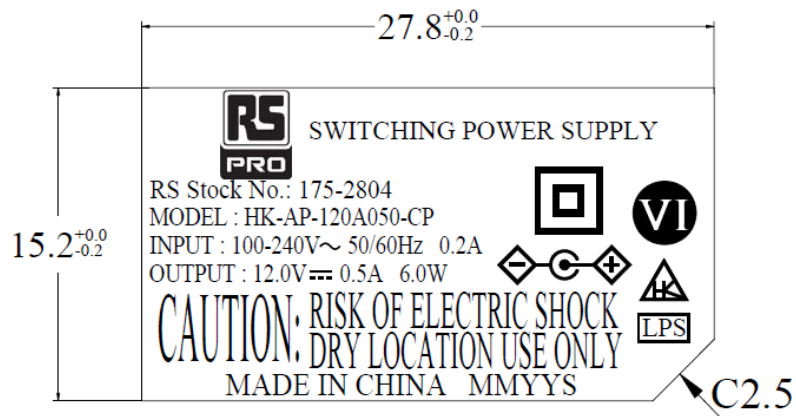 27.8+0.0-0.2
RS
PRO
SWITCHING POWER SUPPLY
RS Stock No.: 175-2804
MODEL : HK-AP-120A050-CP
INPUT : 100-240V～ 50/60Hz 0.2A
OUTPUT : 12.0V⎓ 0.5A 6.0W
VI
HK
LPS
15.2+0.0-0.2
CAUTION: RISK OF ELECTRIC SHOCK
DRY LOCATION USE ONLY
MADE IN CHINA MMYYS
C2.5